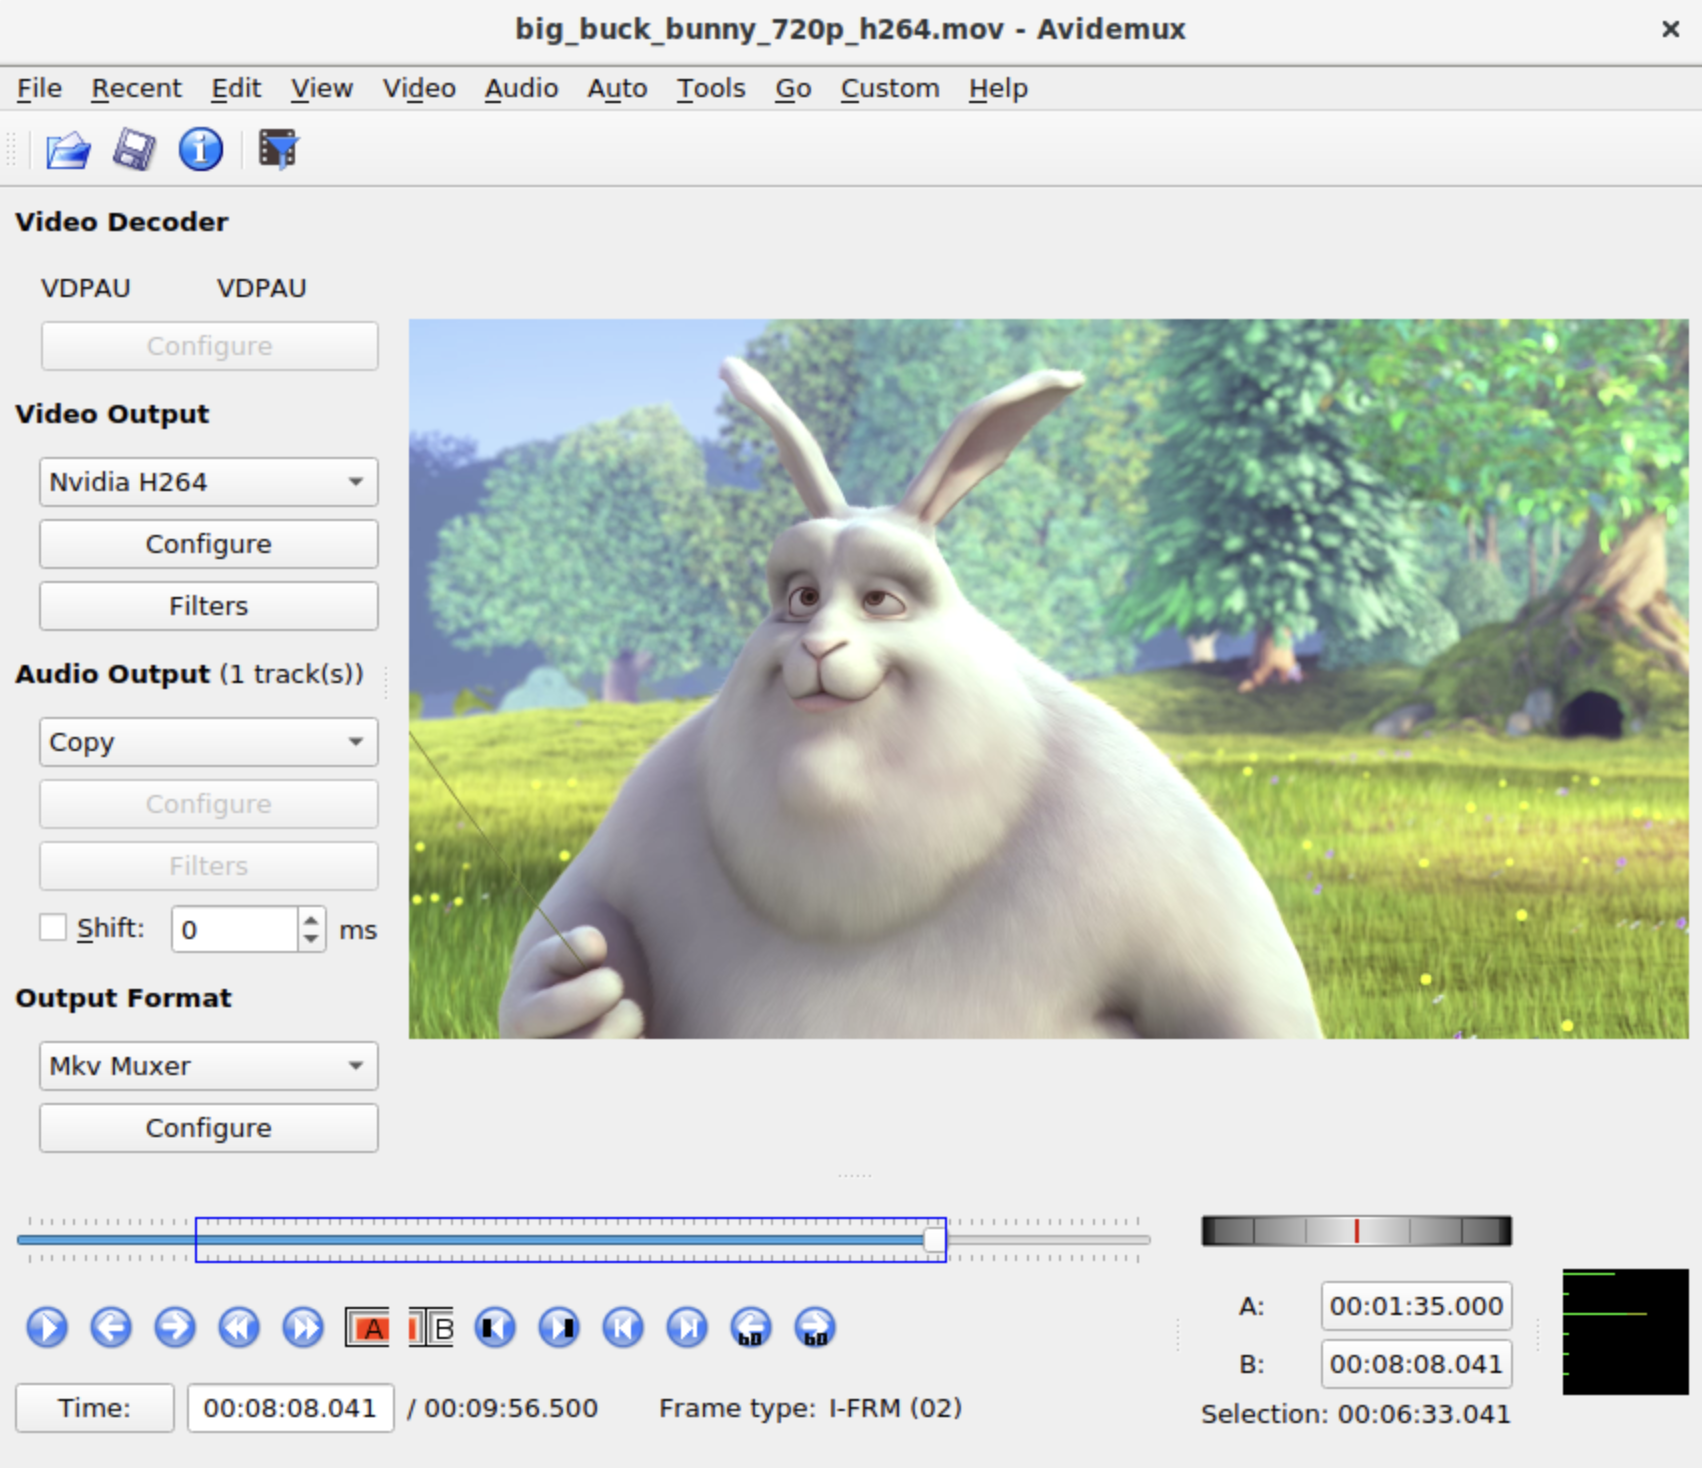 big_buck_bunny_720p_h264.mov - Avidemux
File Recent Edit View Video Audio Auto Tools Go Custom Help
Video Decoder
VDPAU VDPAU
Configure
Video Output
Nvidia H264
Configure
Filters
Audio Output (1 track(s))
Copy
Configure
Filters
Shift: 0 ms
Output Format
Mkv Muxer
Configure
A B
A: 00:01:35.000
B: 00:08:08.041
Time: 00:08:08.041 / 00:09:56.500 Frame type: I-FRM (02)
Selection: 00:06:33.041